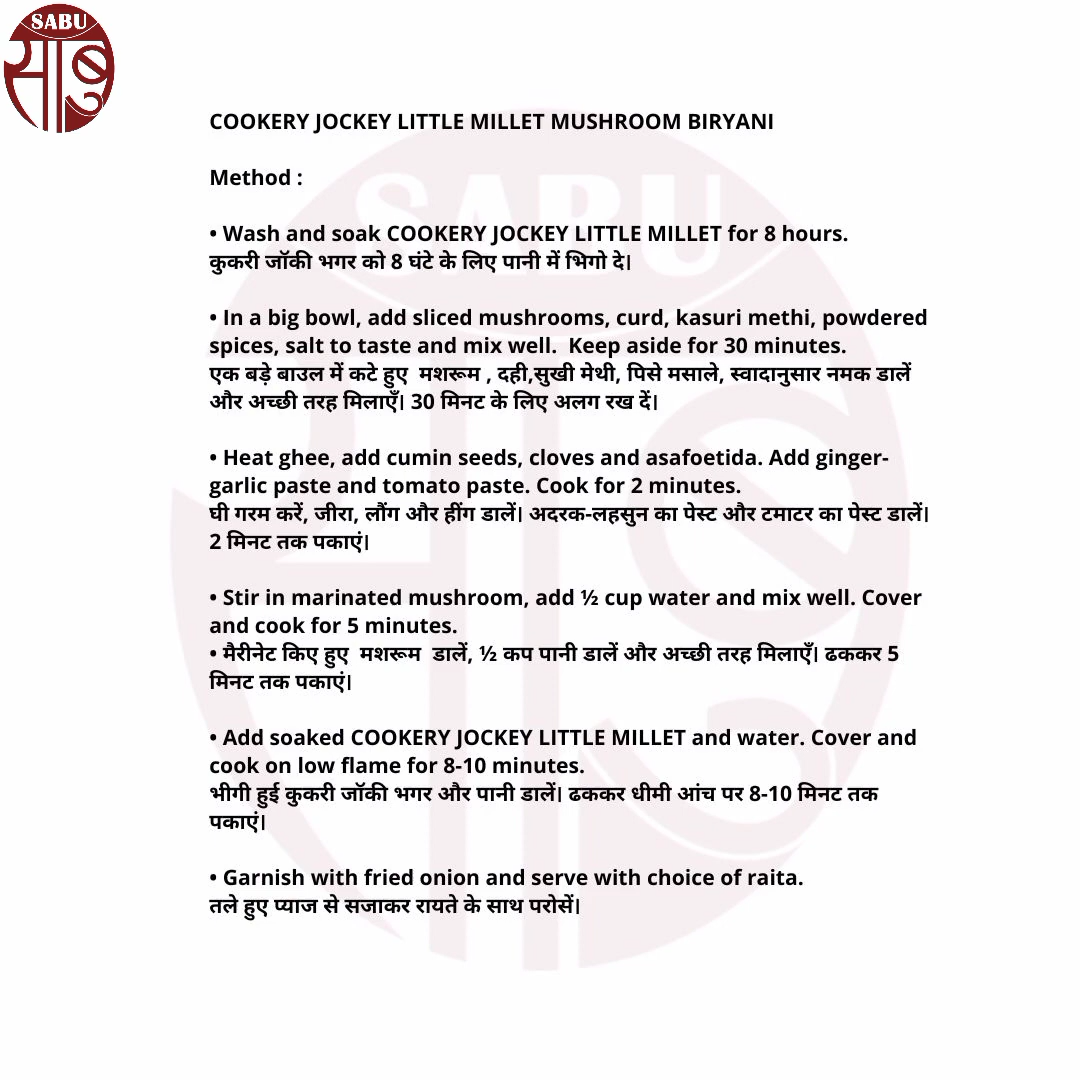 SABU
साबु
COOKERY JOCKEY LITTLE MILLET MUSHROOM BIRYANI
Method :
• Wash and soak COOKERY JOCKEY LITTLE MILLET for 8 hours.
कुकरी जॉकी भगर को 8 घंटे के लिए पानी में भिगो दे।
• In a big bowl, add sliced mushrooms, curd, kasuri methi, powdered
spices, salt to taste and mix well.  Keep aside for 30 minutes.
एक बड़े बाउल में कटे हुए  मशरूम , दही,सुखी मेथी, पिसे मसाले, स्वादानुसार नमक डालें
और अच्छी तरह मिलाएँ। 30 मिनट के लिए अलग रख दें।
• Heat ghee, add cumin seeds, cloves and asafoetida. Add ginger-
garlic paste and tomato paste. Cook for 2 minutes.
घी गरम करें, जीरा, लौंग और हींग डालें। अदरक-लहसुन का पेस्ट और टमाटर का पेस्ट डालें।
2 मिनट तक पकाएं।
• Stir in marinated mushroom, add ½ cup water and mix well. Cover
and cook for 5 minutes.
• मैरीनेट किए हुए  मशरूम  डालें, ½ कप पानी डालें और अच्छी तरह मिलाएँ। ढककर 5
मिनट तक पकाएं।
• Add soaked COOKERY JOCKEY LITTLE MILLET and water. Cover and
cook on low flame for 8-10 minutes.
भीगी हुई कुकरी जॉकी भगर और पानी डालें। ढककर धीमी आंच पर 8-10 मिनट तक
पकाएं।
• Garnish with fried onion and serve with choice of raita.
तले हुए प्याज से सजाकर रायते के साथ परोसें।